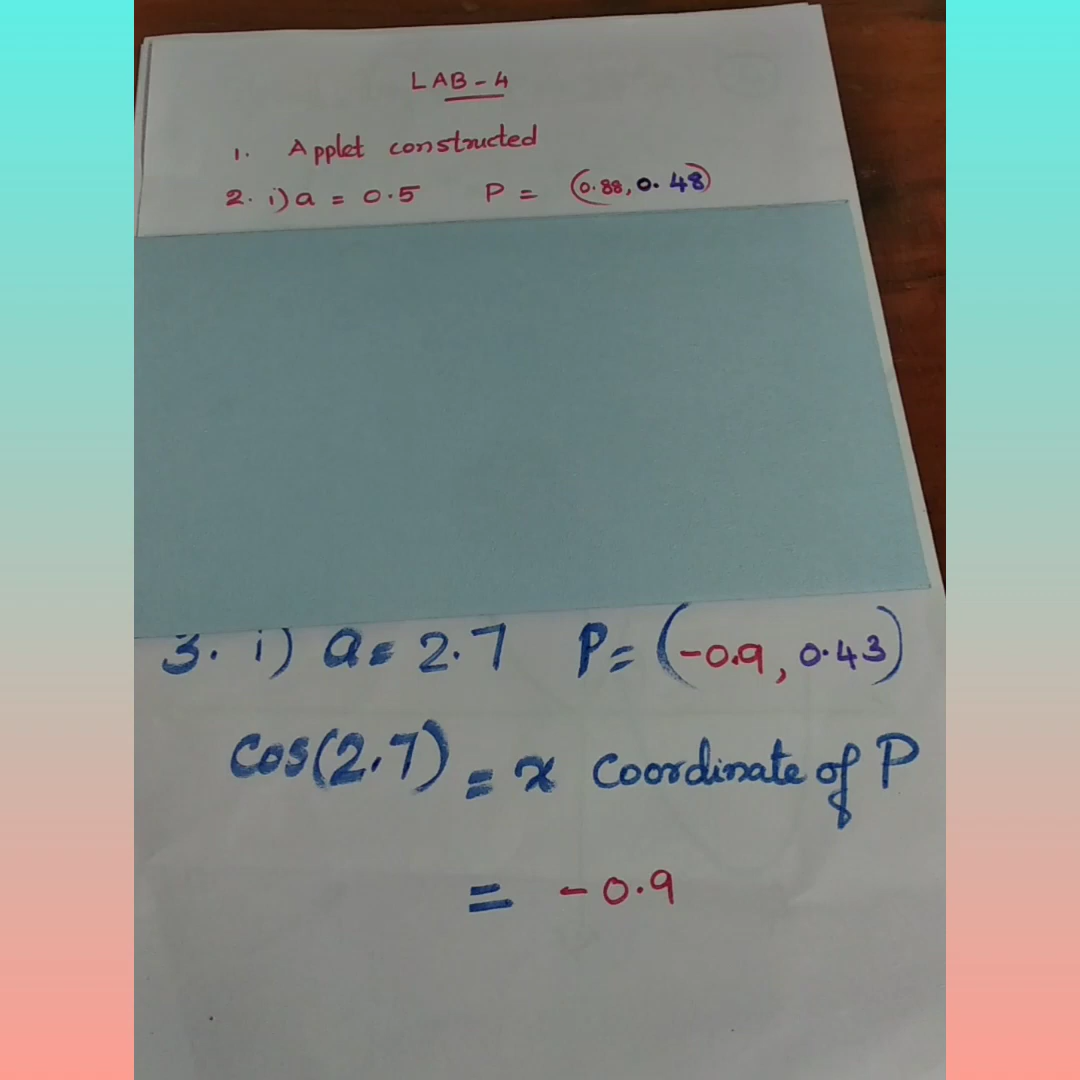 LAB - 4
1. Applet constructed
2. i) a = 0.5 P = (0.88, 0.48)
3. i) a = 2.7 P = (-0.9, 0.43)
cos(2.7) = x coordinate of P
= -0.9